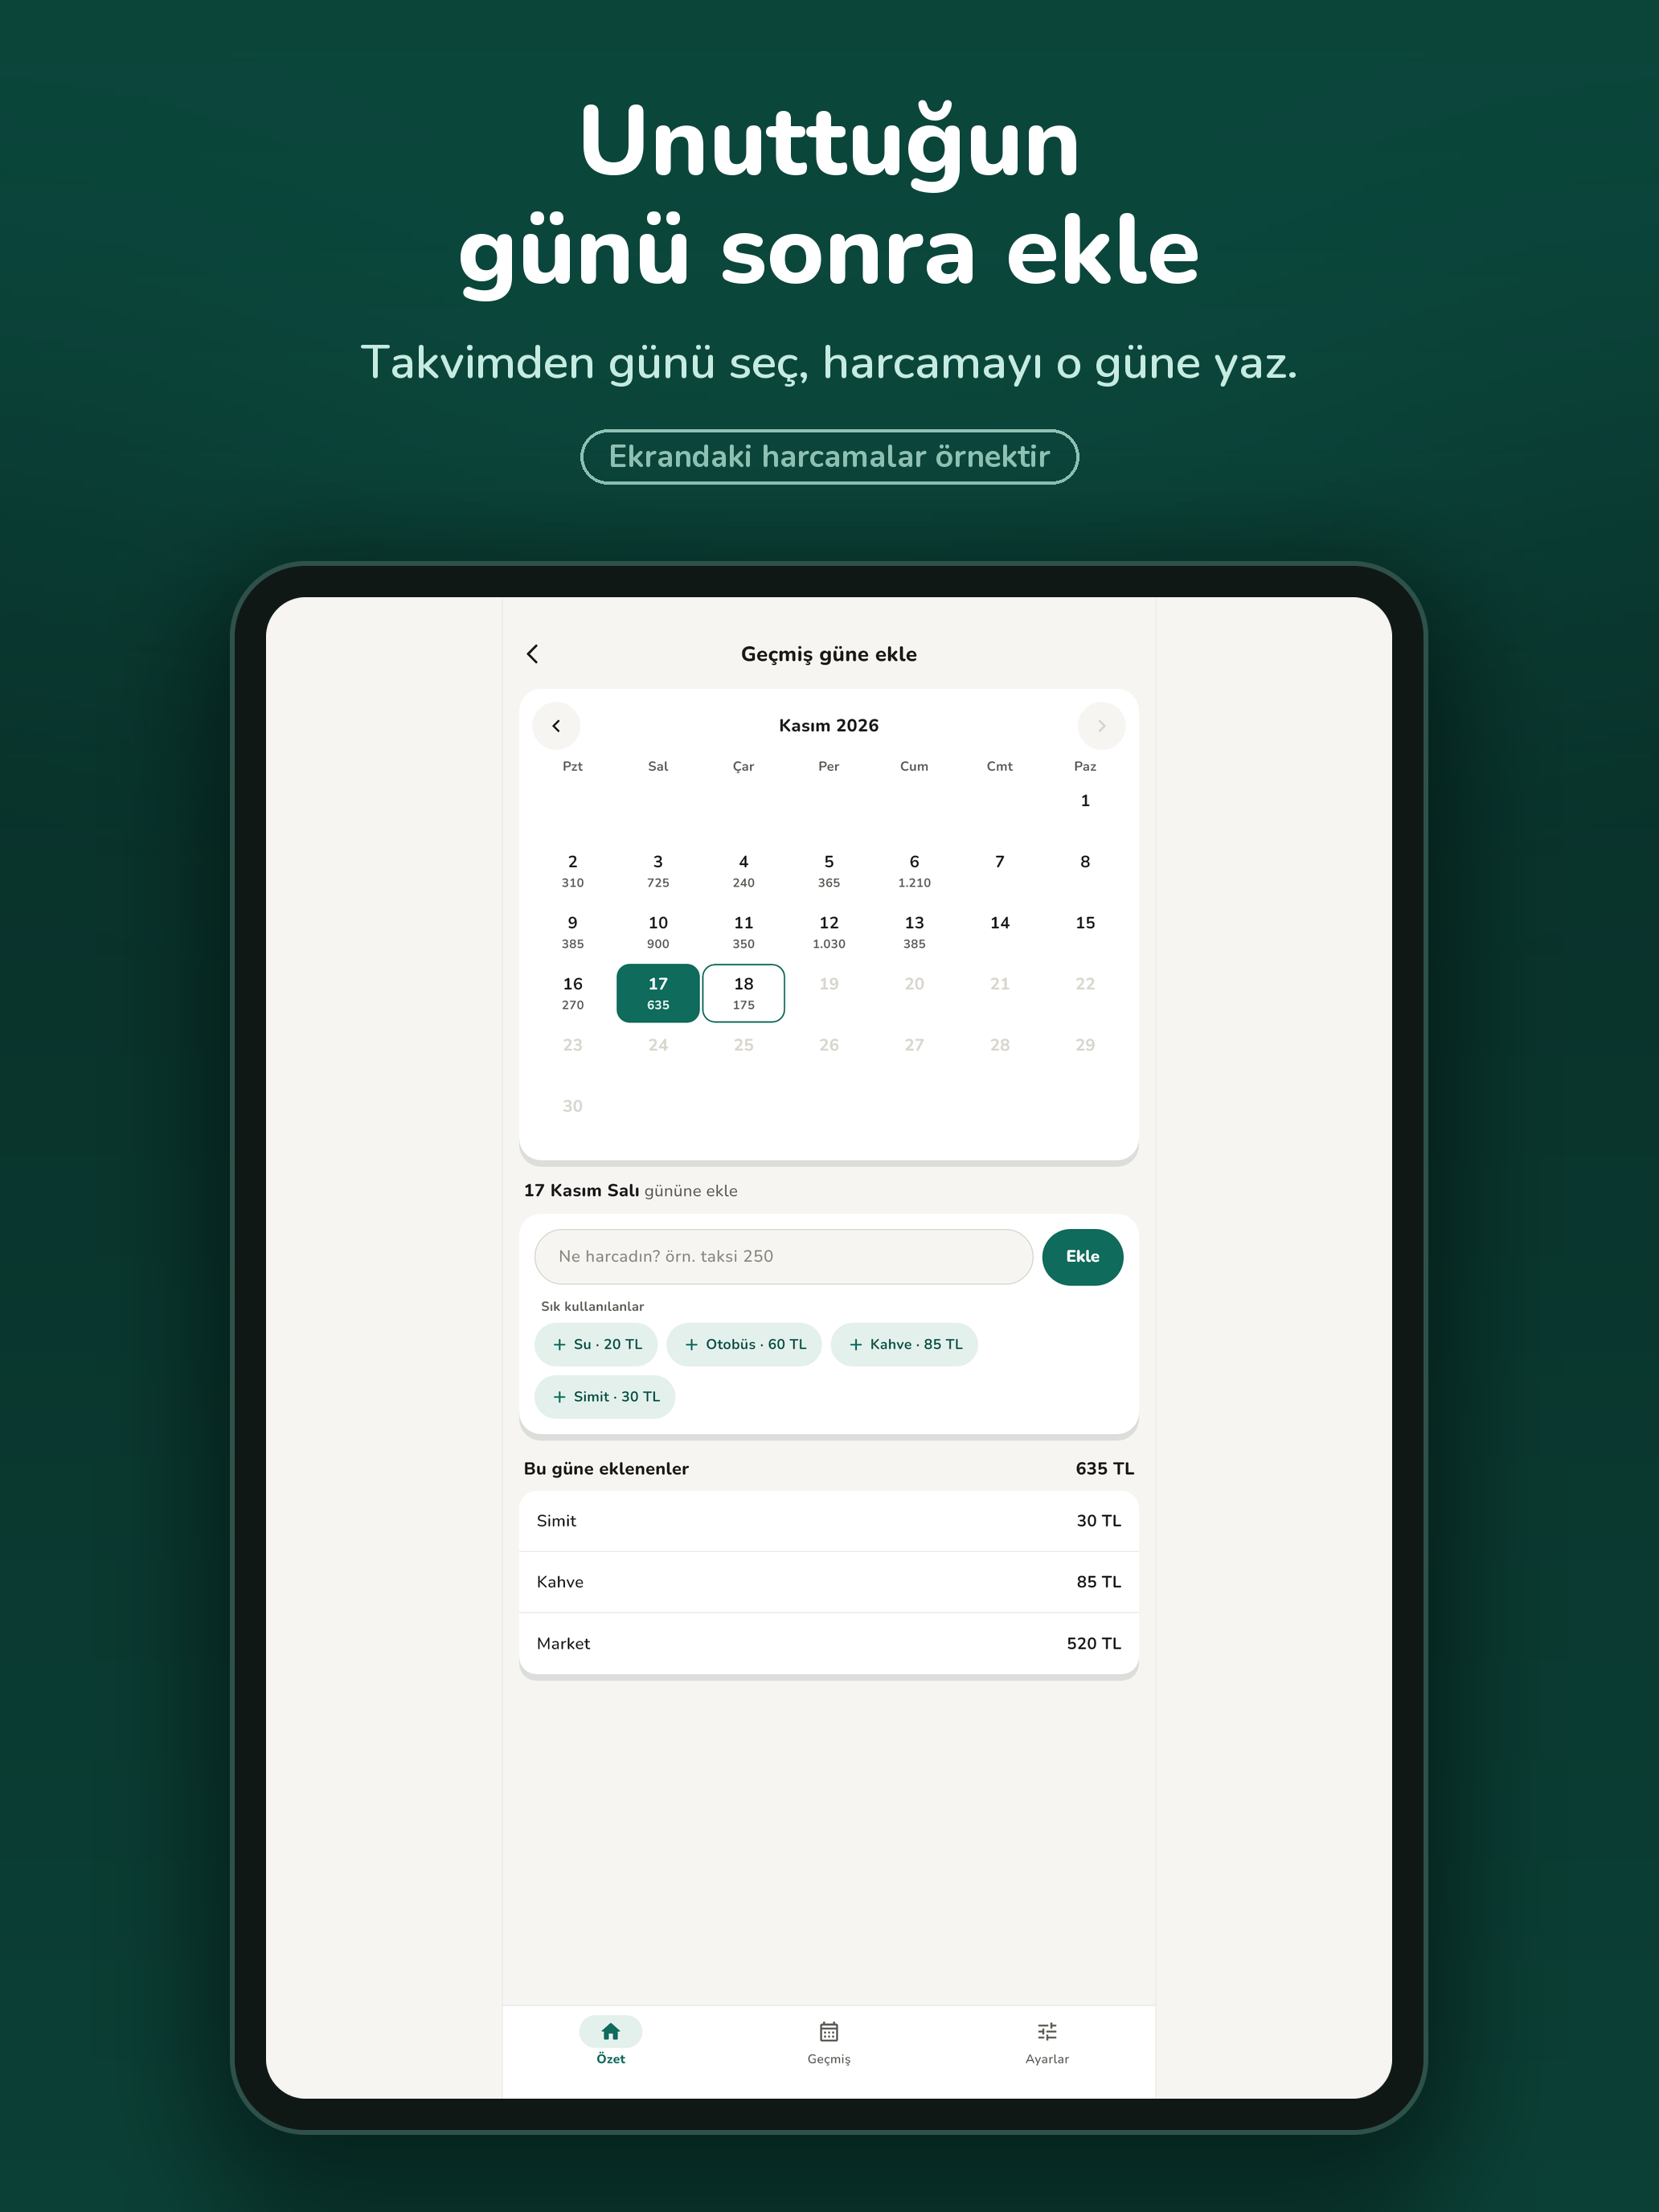 Unuttuğun
günü sonra ekle
Takvimden günü seç, harcamayı o güne yaz.
Ekrandaki harcamalar örnektir
Geçmiş güne ekle
Kasım 2026
Pzt Sal Çar Per Cum Cmt Paz
1
2 3 4 5 6 7 8
310 725 240 365 1.210
9 10 11 12 13 14 15
385 900 350 1.030 385
16 17 18 19 20 21 22
270 635 175
23 24 25 26 27 28 29
30
17 Kasım Salı gününe ekle
Ne harcadın? örn. taksi 250 Ekle
Sık kullanılanlar
+ Su · 20 TL + Otobüs · 60 TL + Kahve · 85 TL
+ Simit · 30 TL
Bu güne eklenenler 635 TL
Simit 30 TL
Kahve 85 TL
Market 520 TL
Özet Geçmiş Ayarlar